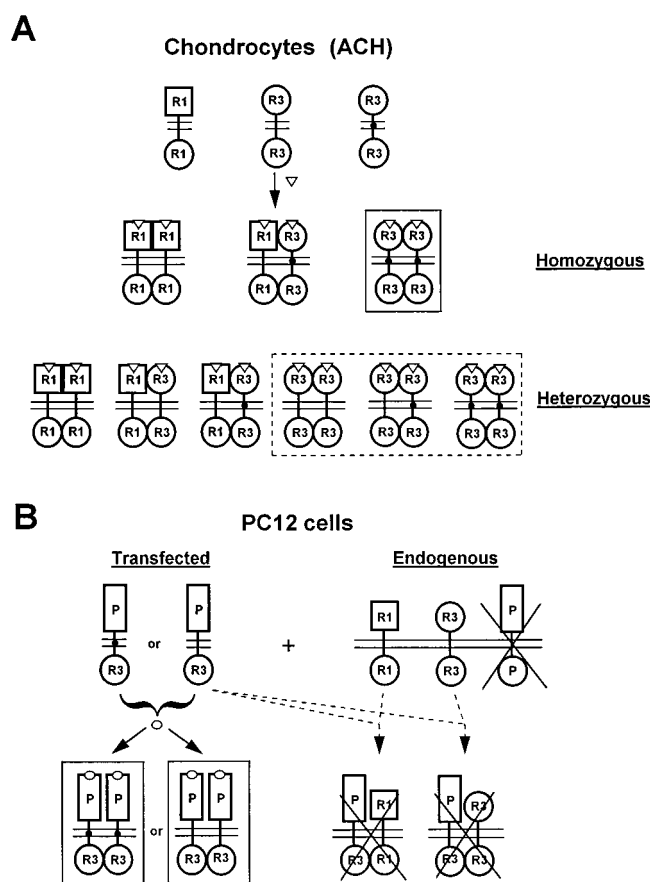 A
Chondrocytes (ACH)
R1 R3 R3
R1 R3 R3
R1 R1 R1 R3 R3 R3
Homozygous
R1 R1 R1 R3 R3 R3
R1 R1 R1 R3 R1 R3 R3 R3 R3 R3 R3 R3
Heterozygous
R1 R1 R1 R3 R1 R3 R3 R3 R3 R3 R3 R3
B
PC12 cells
Transfected Endogenous
P P R1 R3 P
or +
R3 R3 R1 R3 P
P P P P P R1 P R3
or
R3 R3 R3 R3 R3 R1 R3 R3